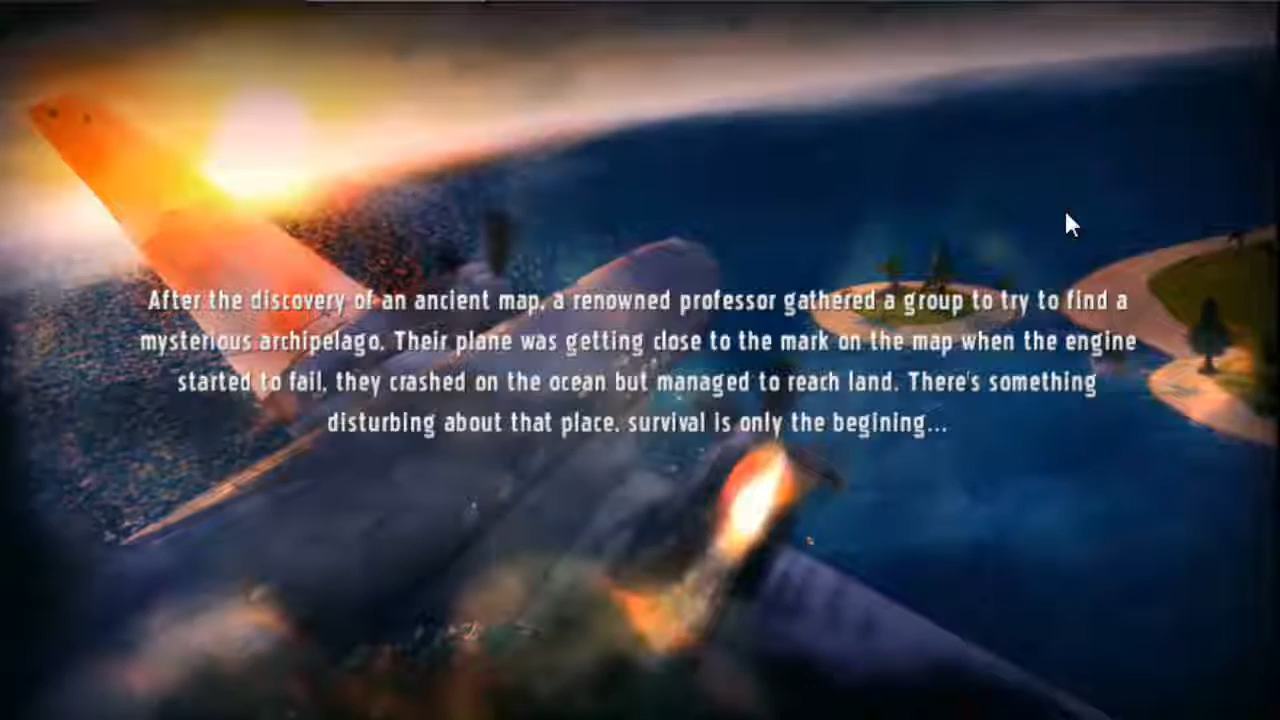 After the discovery of an ancient map, a renowned professor gathered a group to try to find a
mysterious archipelago. Their plane was getting close to the mark on the map when the engine
started to fail, they crashed on the ocean but managed to reach land. There's something
disturbing about that place, survival is only the begining...